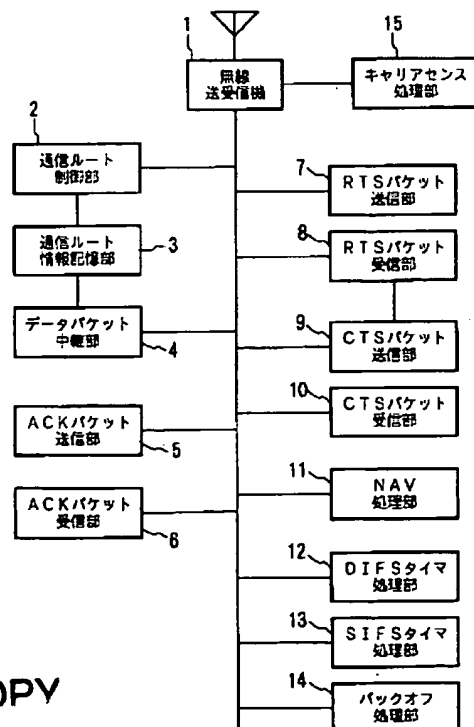 1
無線
送受信機
15
キャリアセンス
処理部
2
通信ルート
制御部
3
通信ルート
情報記憶部
データパケット
中継部
4
ACKパケット
送信部
5
ACKパケット
受信部
6
7
RTSパケット
送信部
8
RTSパケット
受信部
9
CTSパケット
送信部
10
CTSパケット
受信部
11
NAV
処理部
12
DIFSタイマ
処理部
13
SIFSタイマ
処理部
14
バックオフ
処理部